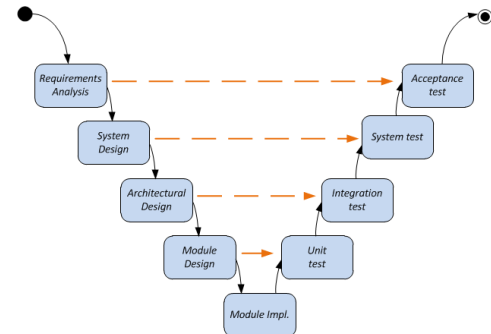 Requirements
Analysis
Acceptance
test
System
Design
System test
Architectural
Design
Integration
test
Module
Design
Unit
test
Module Impl.